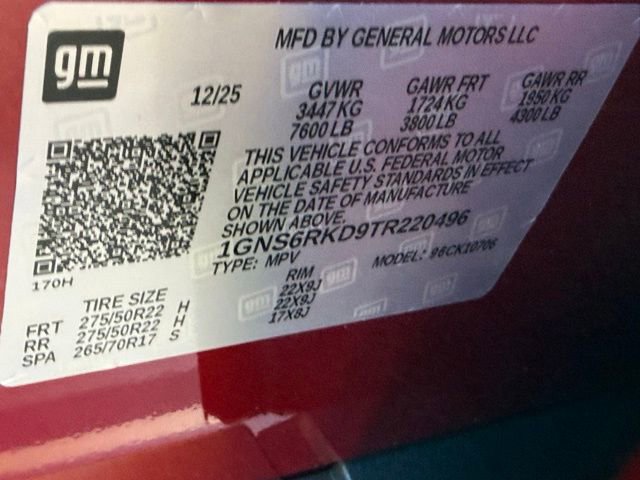 gm
MFD BY GENERAL MOTORS LLC
12/25
GVWR GAWR FRT GAWR RR
3447 KG 1724 KG 1950 KG
7600 LB 3800 LB 4300 LB
THIS VEHICLE CONFORMS TO ALL
APPLICABLE U.S. FEDERAL MOTOR
VEHICLE SAFETY STANDARDS IN EFFECT
ON THE DATE OF MANUFACTURE
SHOWN ABOVE.
1GNS6RKD9TR220496
TYPE: MPV MODEL: 96CK10706
170H
TIRE SIZE RIM
FRT 275/50R22 H 22X9J
RR 275/50R22 H 22X9J
SPA 265/70R17 S 17X8J